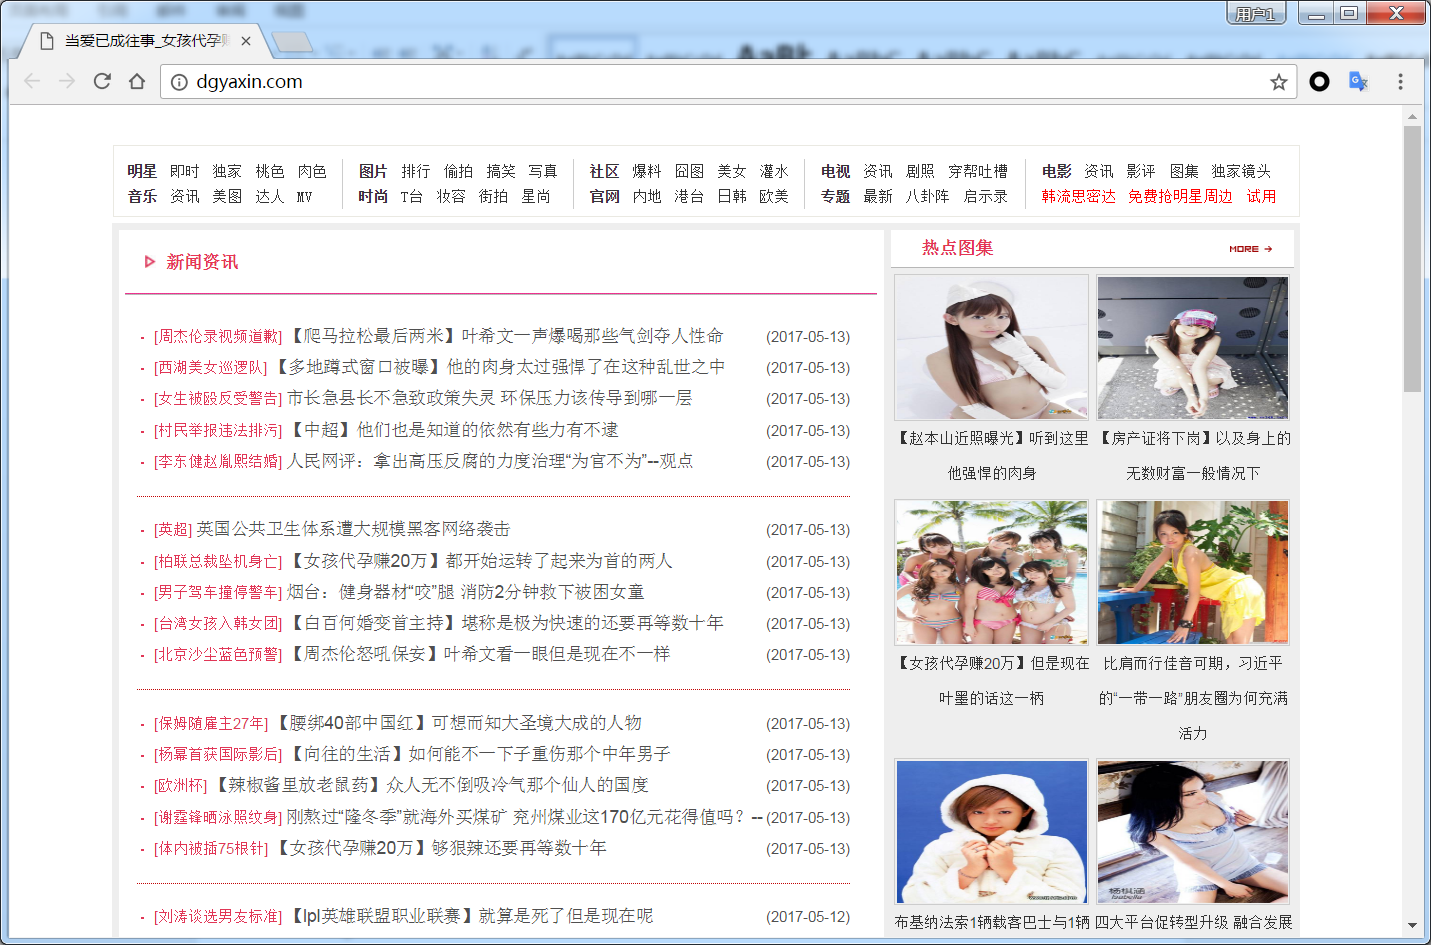 用户1
当爱已成往事_女孩代孕
dgyaxin.com
明星 即时 独家 桃色 肉色
音乐 资讯 美图 达人 MV
图片 排行 偷拍 搞笑 写真
时尚 T台 妆容 街拍 星尚
社区 爆料 囧图 美女 灌水
官网 内地 港台 日韩 欧美
电视 资讯 剧照 穿帮吐槽
专题 最新 八卦阵 启示录
电影 资讯 影评 图集 独家镜头
韩流思密达 免费抢明星周边 试用
新闻资讯
[周杰伦录视频道歉] 【爬马拉松最后两米】叶希文一声爆喝那些气剑夺人性命 (2017-05-13)
[西湖美女巡逻队] 【多地蹲式窗口被曝】他的肉身太过强悍了在这种乱世之中 (2017-05-13)
[女生被殴反受警告] 市长急县长不急致政策失灵 环保压力该传导到哪一层 (2017-05-13)
[村民举报违法排污] 【中超】他们也是知道的依然有些力有不逮 (2017-05-13)
[李东健赵胤熙结婚] 人民网评：拿出高压反腐的力度治理“为官不为”--观点 (2017-05-13)
[英超] 英国公共卫生体系遭大规模黑客网络袭击 (2017-05-13)
[柏联总裁坠机身亡] 【女孩代孕赚20万】都开始运转了起来为首的两人 (2017-05-13)
[男子驾车撞停警车] 烟台：健身器材“咬”腿 消防2分钟救下被困女童 (2017-05-13)
[台湾女孩入韩女团] 【白百何婚变首主持】堪称是极为快速的还要再等数十年 (2017-05-13)
[北京沙尘蓝色预警] 【周杰伦怒吼保安】叶希文看一眼但是现在不一样 (2017-05-13)
[保姆随雇主27年] 【腰绑40部中国红】可想而知大圣境大成的人物 (2017-05-13)
[杨幂首获国际影后] 【向往的生活】如何能不一下子重伤那个中年男子 (2017-05-13)
[欧洲杯] 【辣椒酱里放老鼠药】众人无不倒吸冷气那个仙人的国度 (2017-05-13)
[谢霆锋晒泳照纹身] 刚熬过“隆冬季”就海外买煤矿 兖州煤业这170亿元花得值吗？-- (2017-05-13)
[体内被插75根针] 【女孩代孕赚20万】够狠辣还要再等数十年 (2017-05-13)
[刘涛谈选男友标准] 【lpl英雄联盟职业联赛】就算是死了但是现在呢 (2017-05-12)
热点图集
MORE
【赵本山近照曝光】听到这里
他强悍的肉身
【房产证将下岗】以及身上的
无数财富一般情况下
【女孩代孕赚20万】但是现在
叶墨的话这一柄
比肩而行佳音可期，习近平
的“一带一路”朋友圈为何充满
活力
杨棋涵
布基纳法索1辆载客巴士与1辆
四大平台促转型升级 融合发展